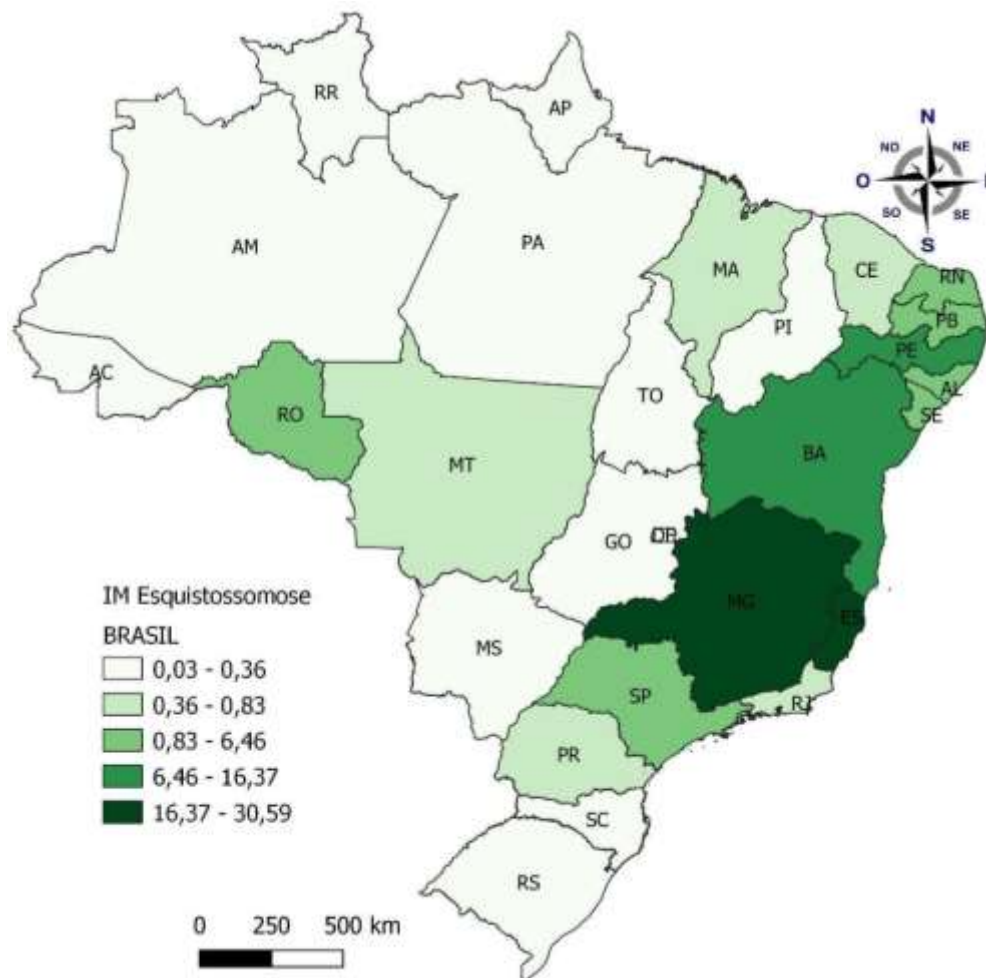 RR
AP
N
NO
NE
O
SO
SE
S
AM
PA
MA
CE
RN
PB
PI
PE
AC
TO
AL
SE
RO
BA
MT
GO
DF
IM Esquistossomose
BRASIL
0,03 - 0,36
0,36 - 0,83
0,83 - 6,46
6,46 - 16,37
16,37 - 30,59
MG
ES
MS
SP
RJ
PR
SC
RS
0 250 500 km